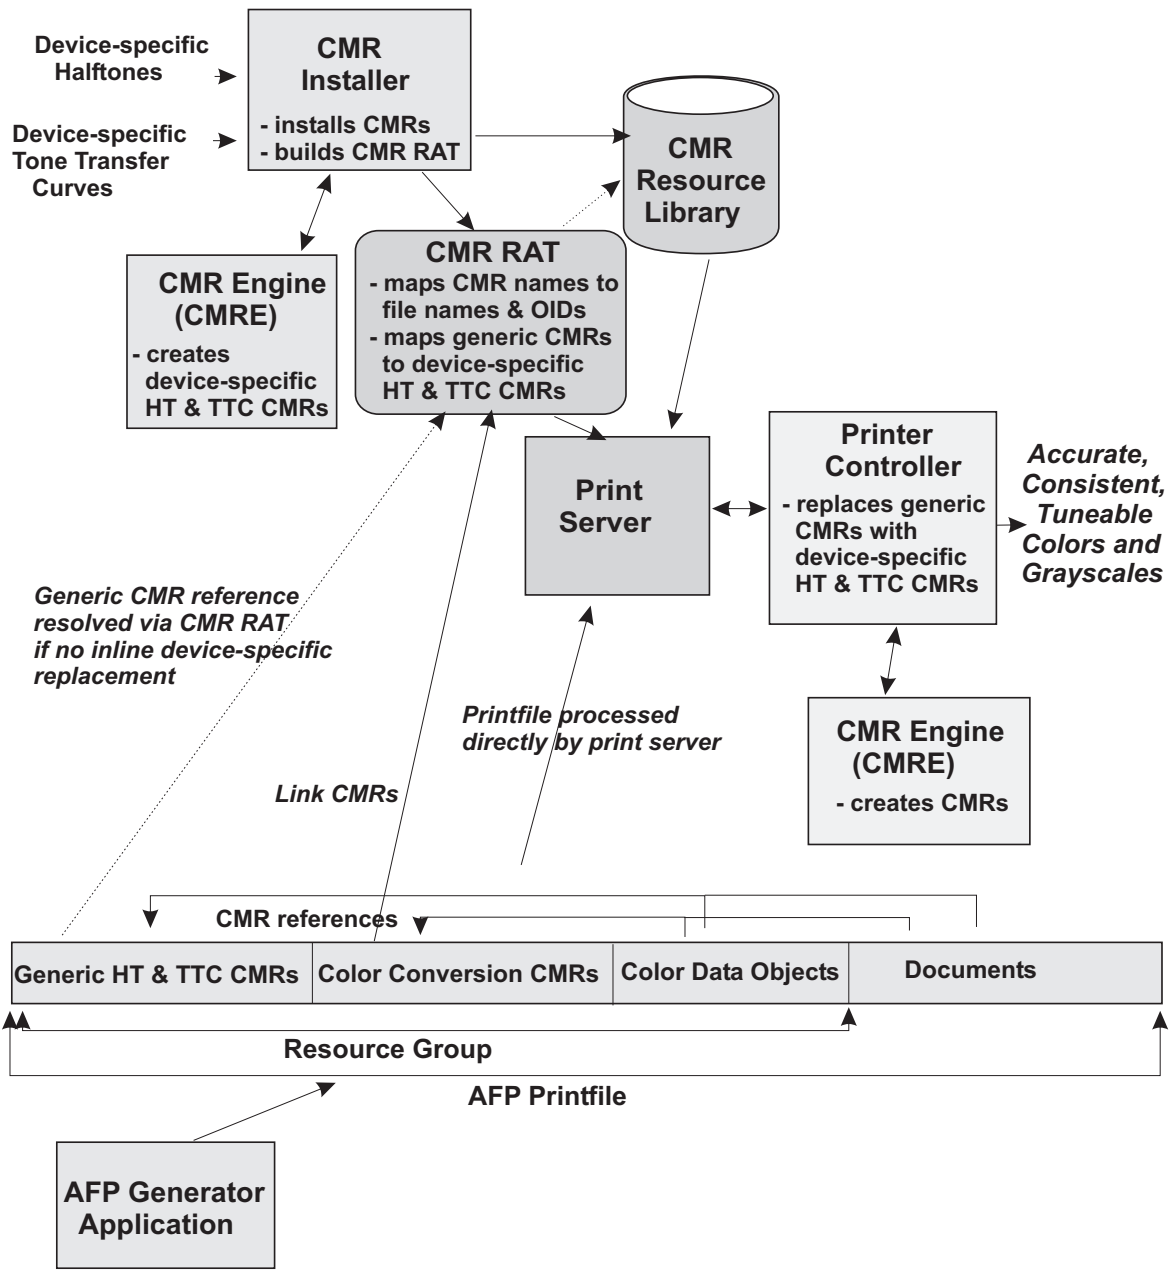 Device-specific
Halftones
Device-specific
Tone Transfer
Curves
CMR
Installer
- installs CMRs
- builds CMR RAT
CMR
Resource
Library
CMR Engine
(CMRE)
- creates
device-specific
HT & TTC CMRs
CMR RAT
- maps CMR names to
file names & OIDs
- maps generic CMRs
to device-specific
HT & TTC CMRs
Print
Server
Printer
Controller
- replaces generic
CMRs with
device-specific
HT & TTC CMRs
Accurate,
Consistent,
Tuneable
Colors and
Grayscales
Generic CMR reference
resolved via CMR RAT
if no inline device-specific
replacement
Printfile processed
directly by print server
Link CMRs
CMR Engine
(CMRE)
- creates CMRs
CMR references
Generic HT & TTC CMRs
Color Conversion CMRs
Color Data Objects
Documents
Resource Group
AFP Printfile
AFP Generator
Application